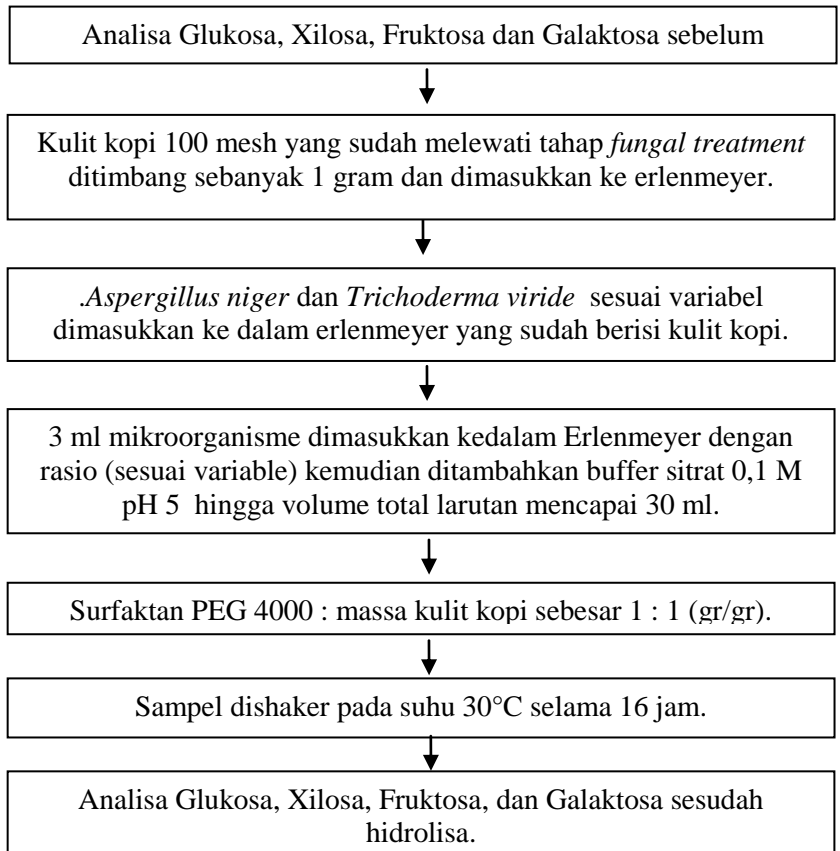 Analisa Glukosa, Xilosa, Fruktosa dan Galaktosa sebelum
Kulit kopi 100 mesh yang sudah melewati tahap fungal treatment
ditimbang sebanyak 1 gram dan dimasukkan ke erlenmeyer.
.Aspergillus niger dan Trichoderma viride sesuai variabel
dimasukkan ke dalam erlenmeyer yang sudah berisi kulit kopi.
3 ml mikroorganisme dimasukkan kedalam Erlenmeyer dengan
rasio (sesuai variable) kemudian ditambahkan buffer sitrat 0,1 M
pH 5 hingga volume total larutan mencapai 30 ml.
Surfaktan PEG 4000 : massa kulit kopi sebesar 1 : 1 (gr/gr).
Sampel dishaker pada suhu 30°C selama 16 jam.
Analisa Glukosa, Xilosa, Fruktosa, dan Galaktosa sesudah
hidrolisa.